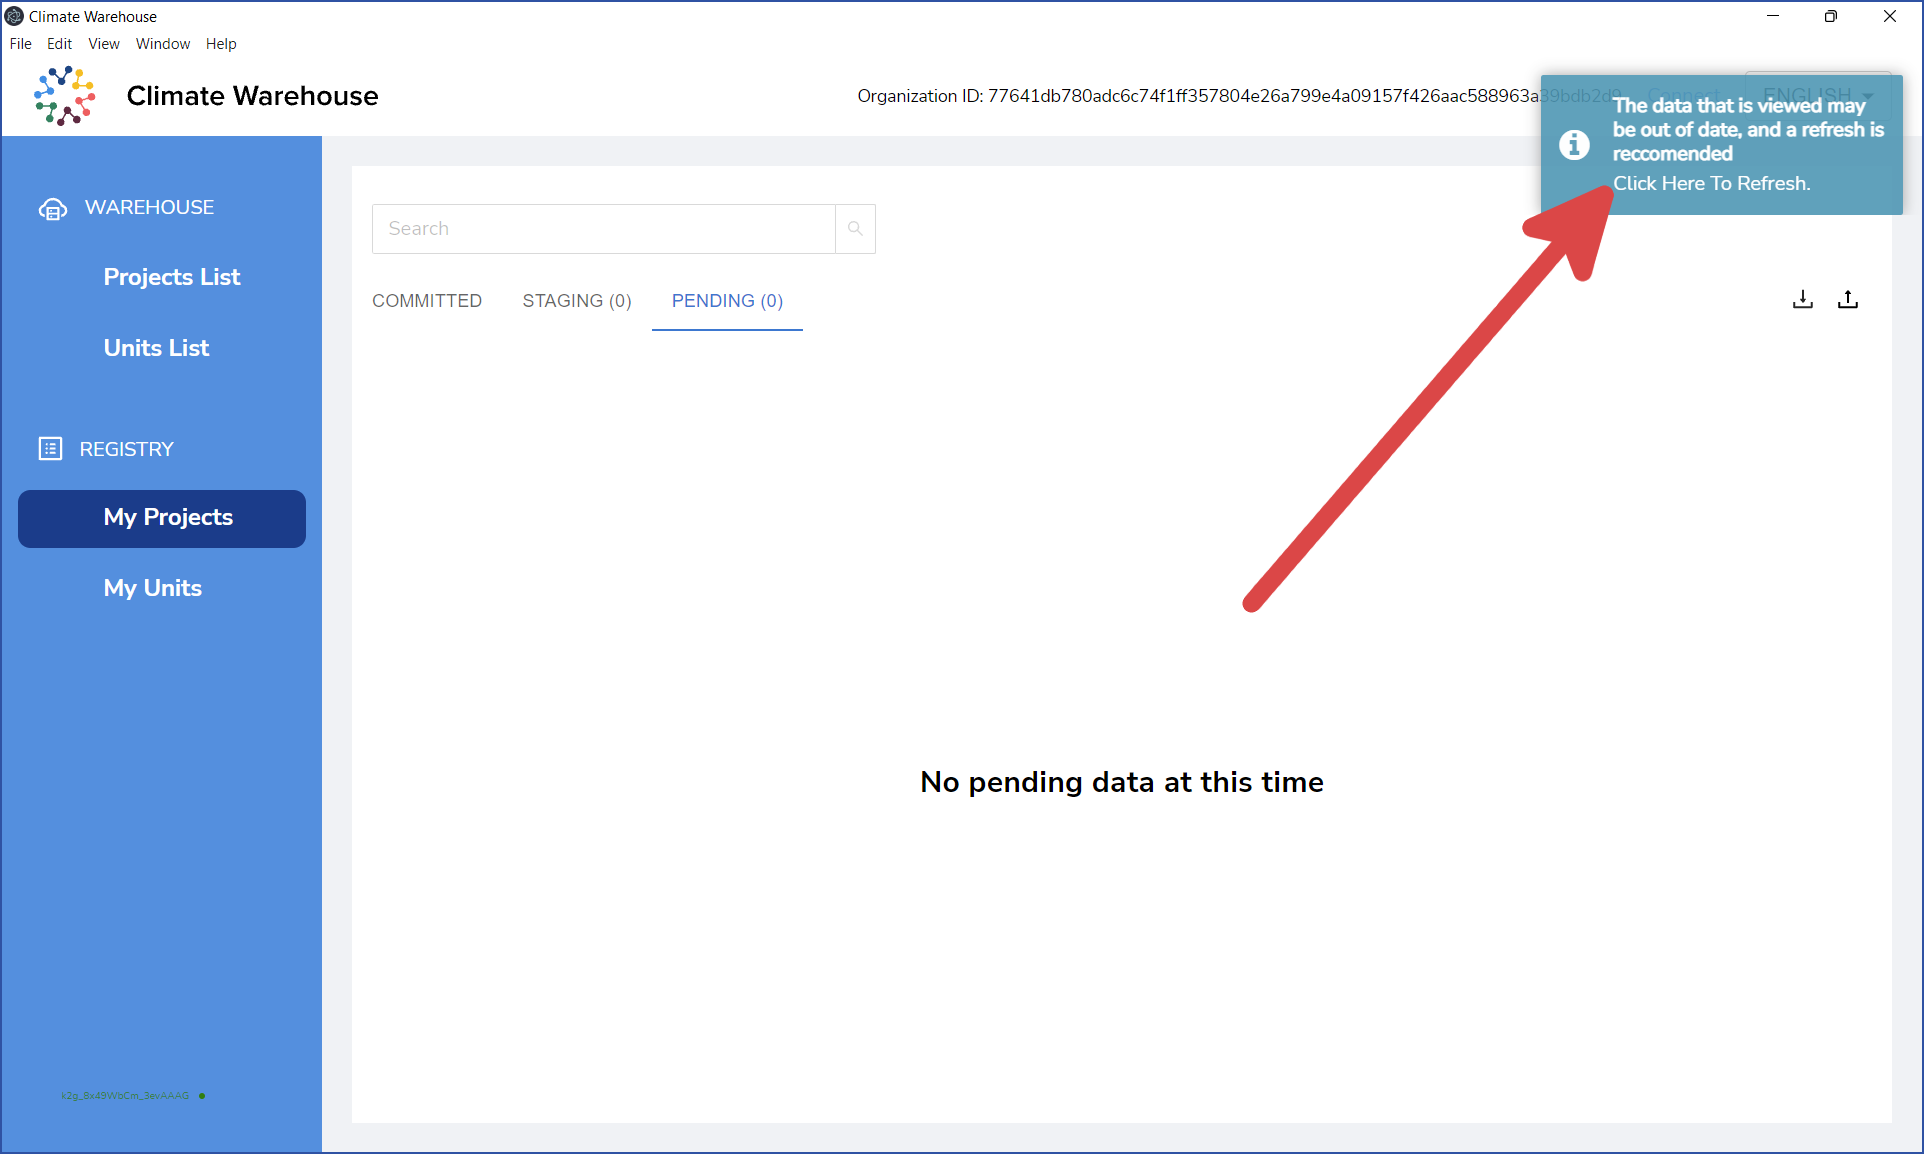 Climate Warehouse
File Edit View Window Help
Climate Warehouse
Organization ID: 77641db780adc6c74f1ff357804e26a799e4a09157f426aac588963a39bdb2d9
Connect
ENGLISH
The data that is viewed may
be out of date, and a refresh is
reccomended
Click Here To Refresh.
WAREHOUSE
Projects List
Units List
REGISTRY
My Projects
My Units
Search
COMMITTED STAGING (0) PENDING (0)
No pending data at this time
k2g_8x49WbCm_3evAAAG